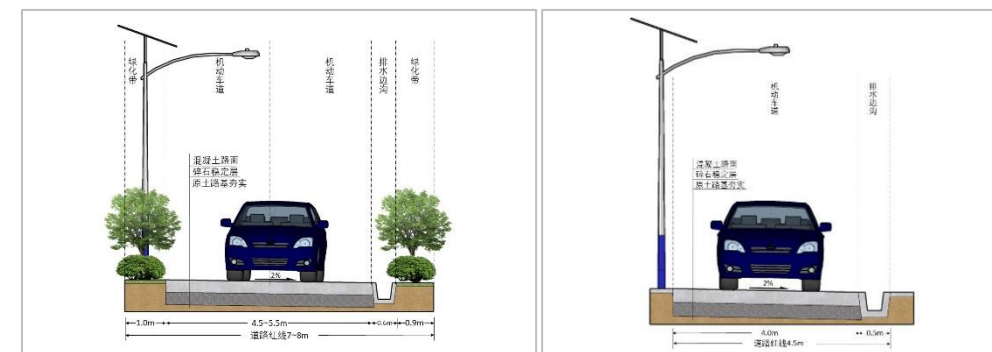 绿化带
机动车道
机动车道
排水边沟
绿化带
混凝土路面
碎石稳定层
原土路基夯实
2%
1.0m
4.5~5.5m
0.6m
0.9m
道路红线7~8m
机动车道
排水边沟
混凝土路面
碎石稳定层
原土路基夯实
2%
4.0m
0.5m
道路红线4.5m